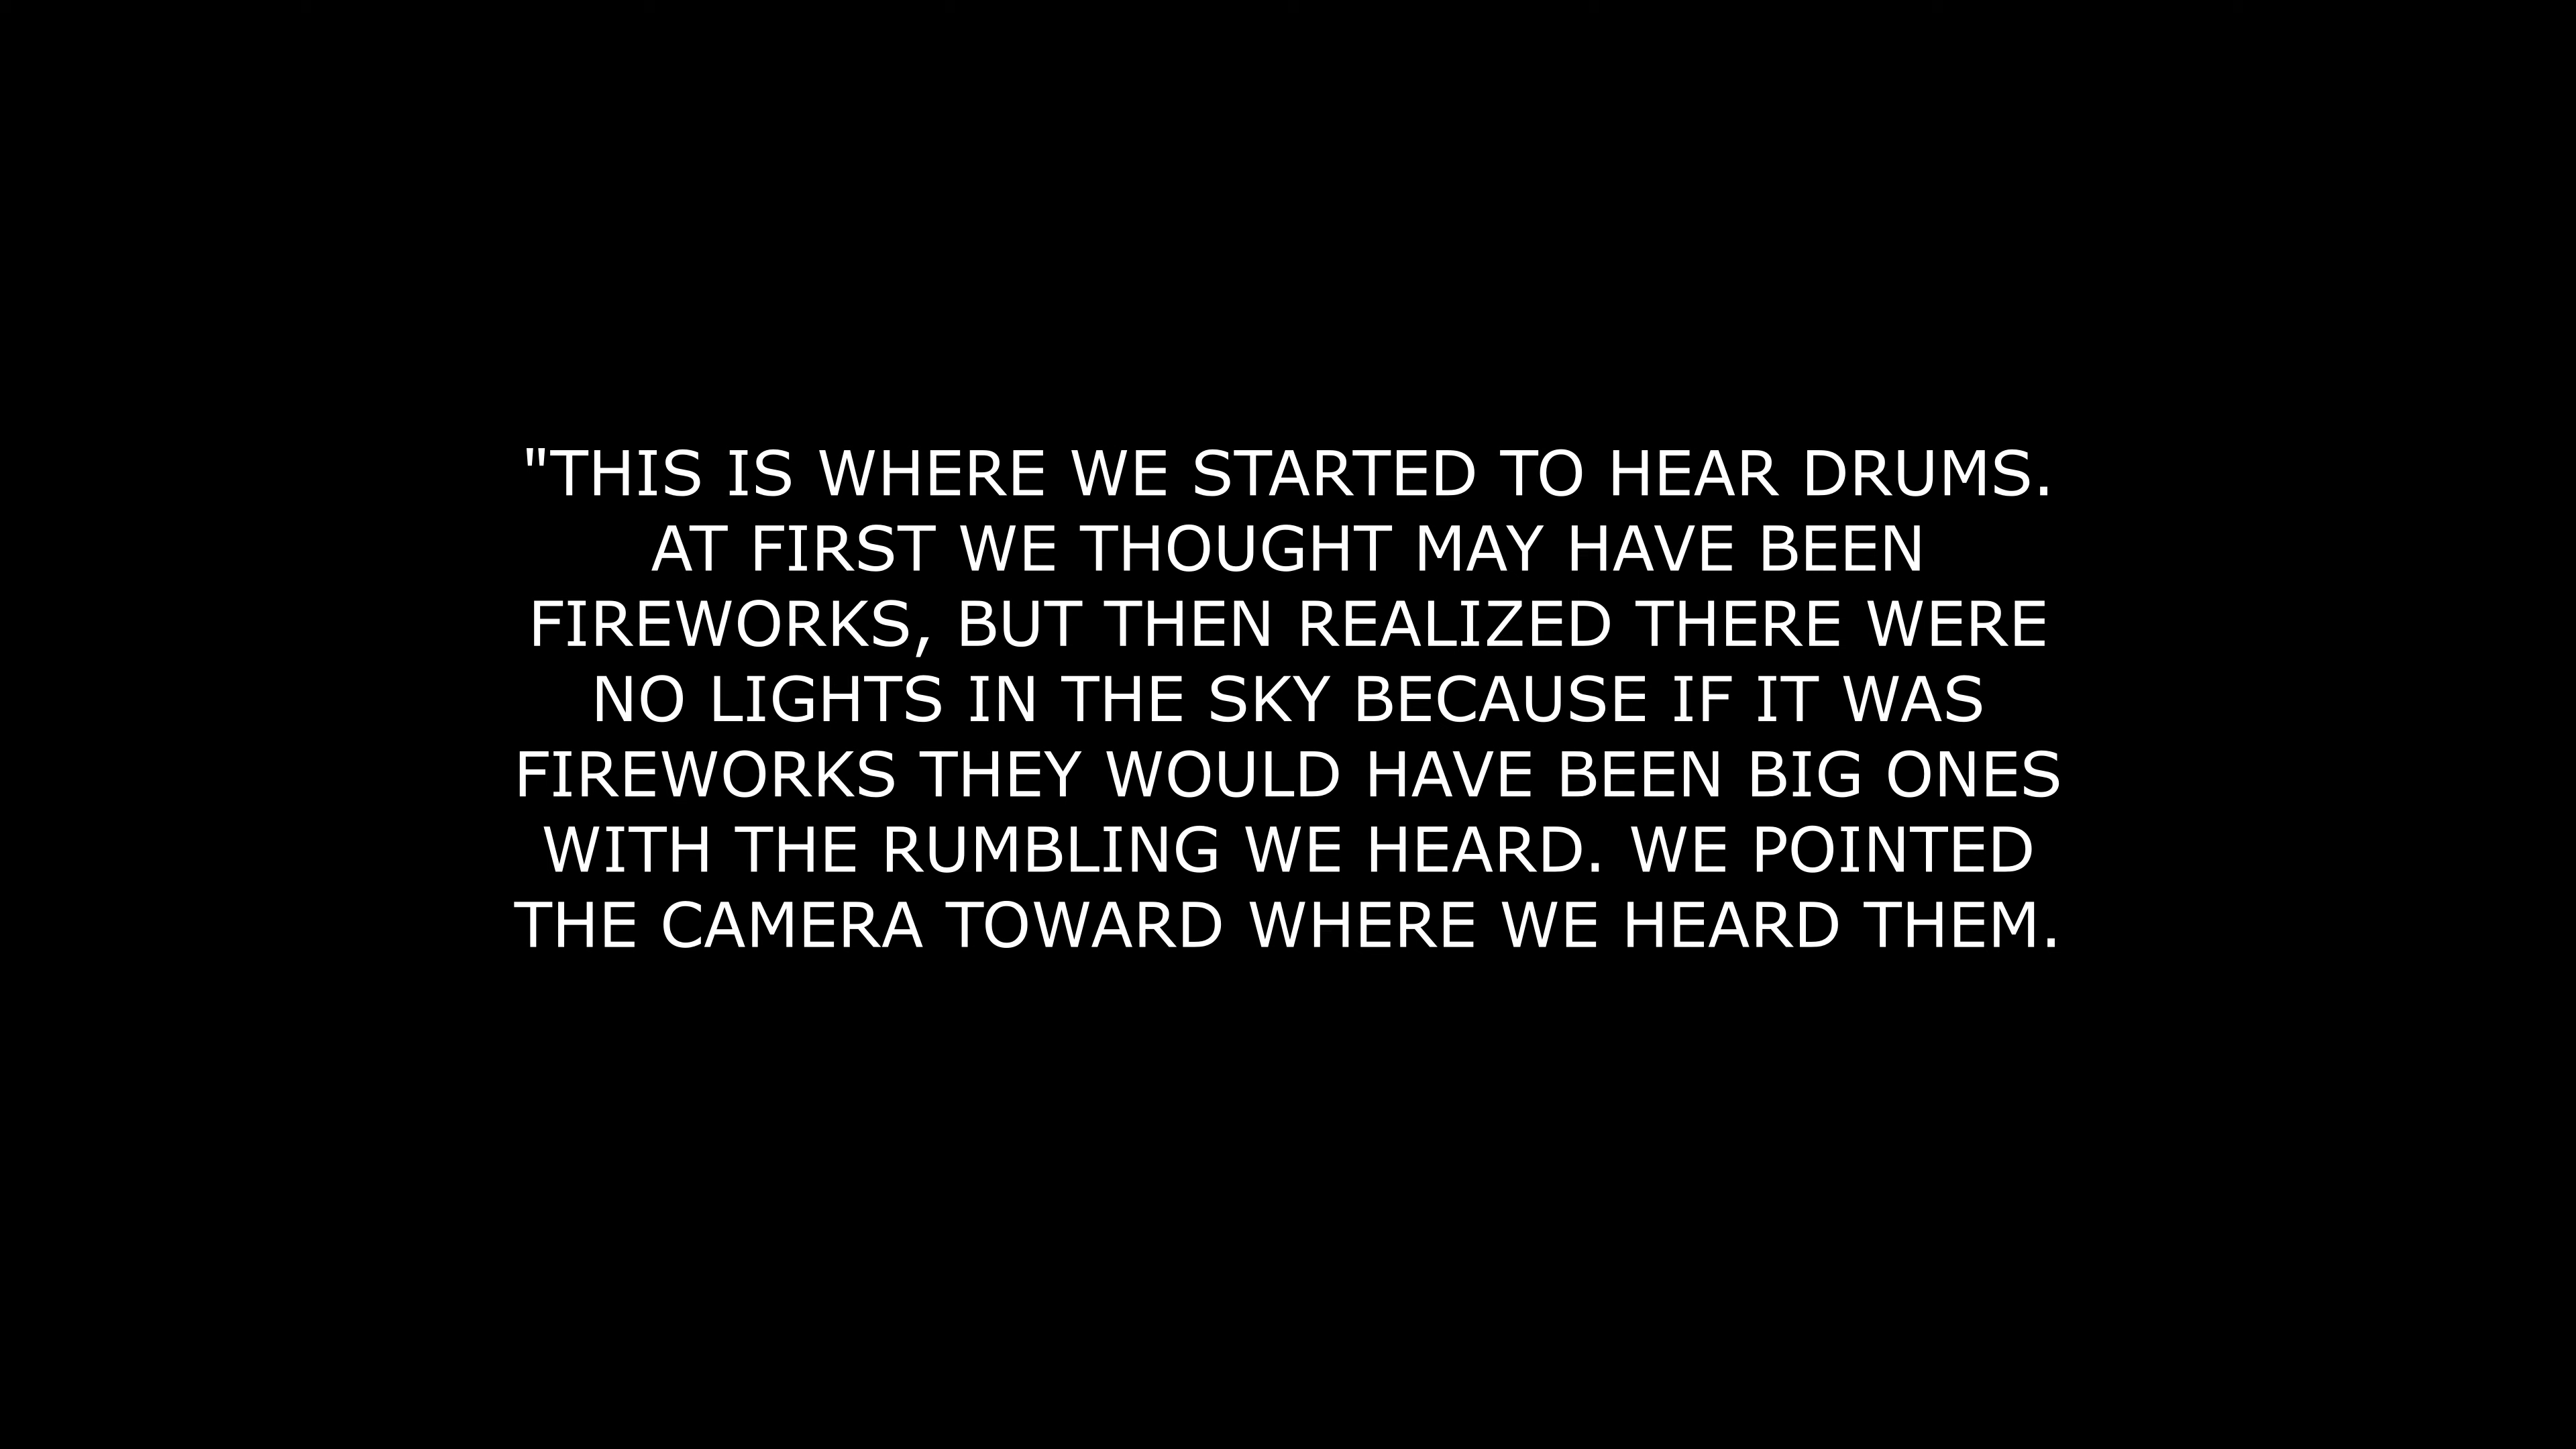 "THIS IS WHERE WE STARTED TO HEAR DRUMS.
AT FIRST WE THOUGHT MAY HAVE BEEN
FIREWORKS, BUT THEN REALIZED THERE WERE
NO LIGHTS IN THE SKY BECAUSE IF IT WAS
FIREWORKS THEY WOULD HAVE BEEN BIG ONES
WITH THE RUMBLING WE HEARD. WE POINTED
THE CAMERA TOWARD WHERE WE HEARD THEM.